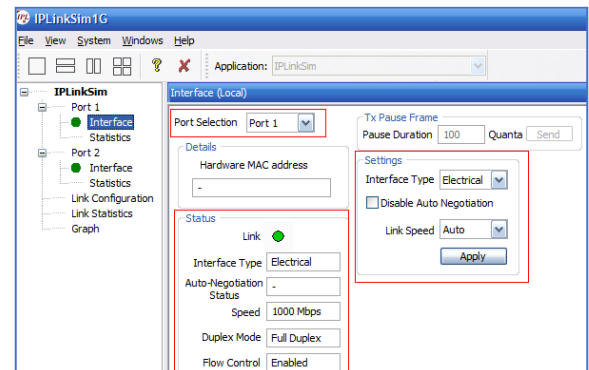 IPLinkSim1G
File View System Windows Help
Application: IPLinkSim
IPLinkSim
Port 1
Interface
Statistics
Port 2
Interface
Statistics
Link Configuration
Link Statistics
Graph
Interface (Local)
Port Selection Port 1
Details
Hardware MAC address
-
Status
Link
Interface Type Electrical
Auto-Negotiation Status -
Speed 1000 Mbps
Duplex Mode Full Duplex
Flow Control Enabled
Tx Pause Frame
Pause Duration 100 Quanta Send
Settings
Interface Type Electrical
Disable Auto Negotiation
Link Speed Auto
Apply